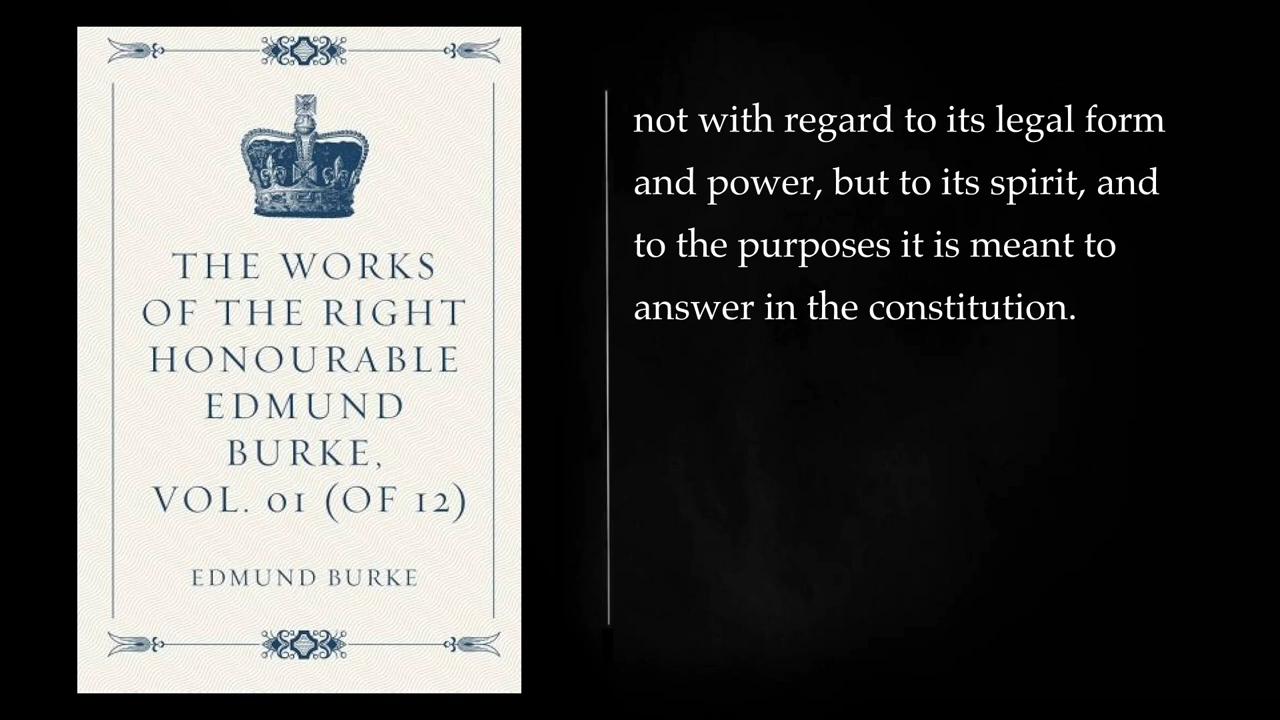 THE WORKS
OF THE RIGHT
HONOURABLE
EDMUND
BURKE,
VOL. 01 (OF 12)
EDMUND BURKE
not with regard to its legal form
and power, but to its spirit, and
to the purposes it is meant to
answer in the constitution.